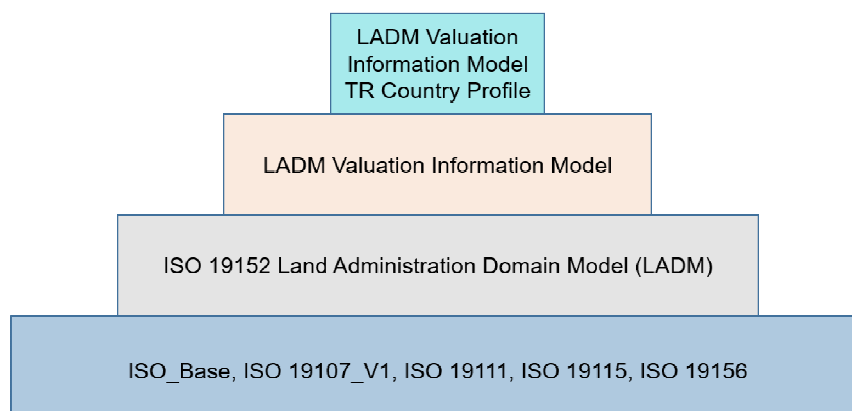 LADM Valuation
Information Model
TR Country Profile
LADM Valuation Information Model
ISO 19152 Land Administration Domain Model (LADM)
ISO_Base, ISO 19107_V1, ISO 19111, ISO 19115, ISO 19156